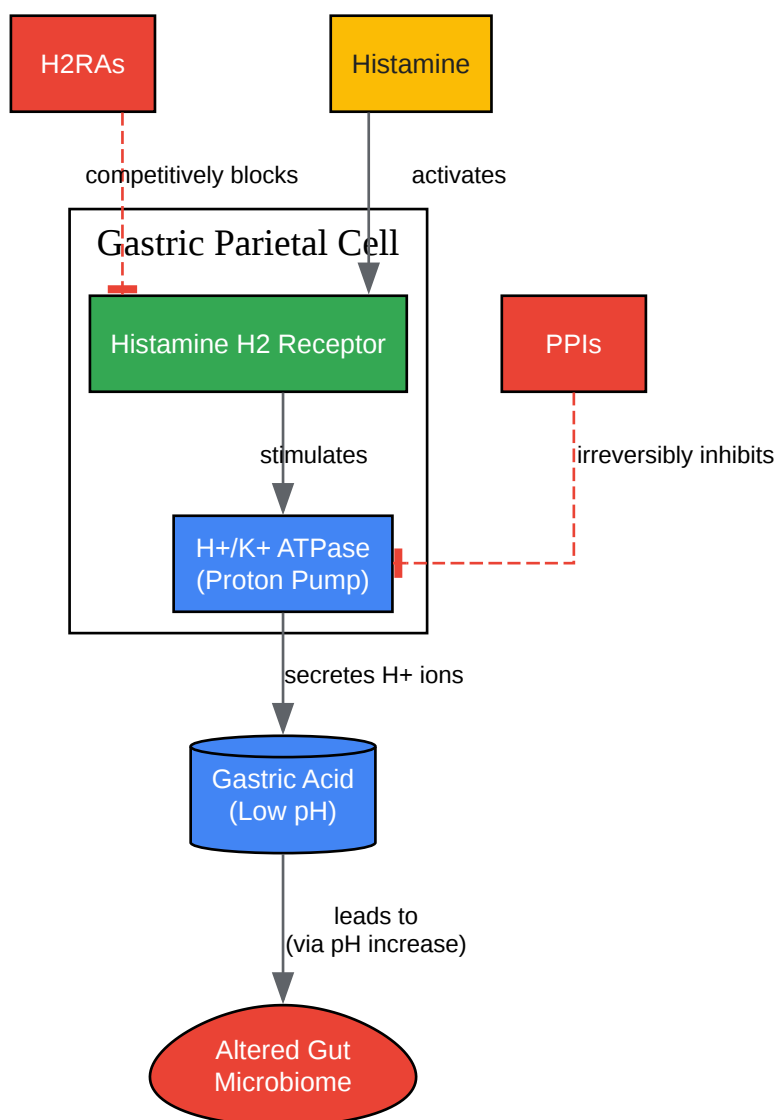 H2RAs
Histamine
competitively blocks
activates
Gastric Parietal Cell
Histamine H2 Receptor
PPIs
stimulates
irreversibly inhibits
H+/K+ ATPase
(Proton Pump)
secretes H+ ions
Gastric Acid
(Low pH)
leads to
(via pH increase)
Altered Gut
Microbiome